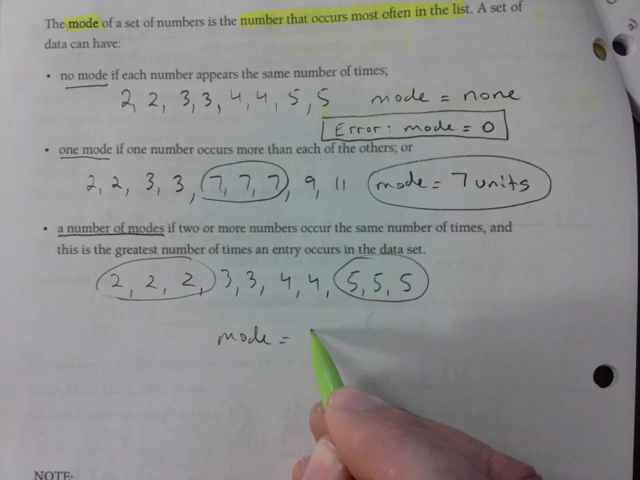 The mode of a set of numbers is the number that occurs most often in the list. A set of
data can have:
• no mode if each number appears the same number of times;
2, 2, 3, 3, 4, 4, 5, 5 mode = none
Error: mode = 0
• one mode if one number occurs more than each of the others; or
2, 2, 3, 3, 7, 7, 7, 9, 11 mode = 7 units
• a number of modes if two or more numbers occur the same number of times, and
this is the greatest number of times an entry occurs in the data set.
2, 2, 2, 3, 3, 4, 4, 5, 5, 5
mode =
NOTE: